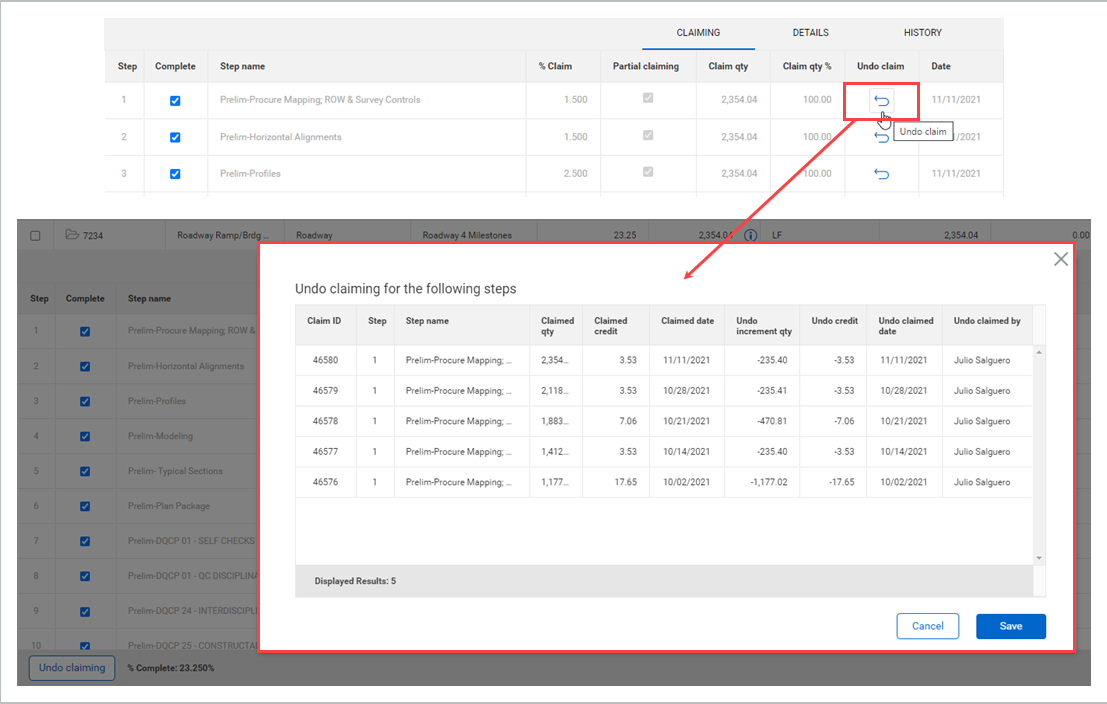 CLAIMING DETAILS HISTORY
Step Complete Step name % Claim Partial claiming Claim qty Claim qty % Undo claim Date
1 Prelim-Procure Mapping; ROW & Survey Controls 1.500 2,354.04 100.00 11/11/2021
Undo claim
2 Prelim-Horizontal Alignments 1.500 2,354.04 100.00 /2021
3 Prelim-Profiles 2.500 2,354.04 100.00 11/11/2021
7234 Roadway Ramp/Brdg ... Roadway Roadway 4 Milestones 23.25 2,354.04 LF 2,354.04 0.00
Undo claiming for the following steps
Claim ID Step Step name Claimed qty Claimed credit Claimed date Undo increment qty Undo credit Undo claimed date Undo claimed by
46580 1 Prelim-Procure Mapping; ... 2,354... 3.53 11/11/2021 -235.40 -3.53 11/11/2021 Julio Salguero
46579 1 Prelim-Procure Mapping; ... 2,118... 3.53 10/28/2021 -235.41 -3.53 10/28/2021 Julio Salguero
46578 1 Prelim-Procure Mapping; ... 1,883... 7.06 10/21/2021 -470.81 -7.06 10/21/2021 Julio Salguero
46577 1 Prelim-Procure Mapping; ... 1,412... 3.53 10/14/2021 -235.40 -3.53 10/14/2021 Julio Salguero
46576 1 Prelim-Procure Mapping; ... 1,177... 17.65 10/02/2021 -1,177.02 -17.65 10/02/2021 Julio Salguero
Displayed Results: 5
Cancel Save
Step Complete Step name
1 Prelim-Procure Mapping; ROW &
2 Prelim-Horizontal Alignments
3 Prelim-Profiles
4 Prelim-Modeling
5 Prelim- Typical Sections
6 Prelim-Plan Package
7 Prelim-DQCP 01 - SELF CHECKS
8 Prelim-DQCP 01 - QC DISCIPLINA
9 Prelim-DQCP 24 - INTERDISCIPLI
10 Prelim-DQCP 25 - CONSTRUCTA
Undo claiming % Complete: 23.250%